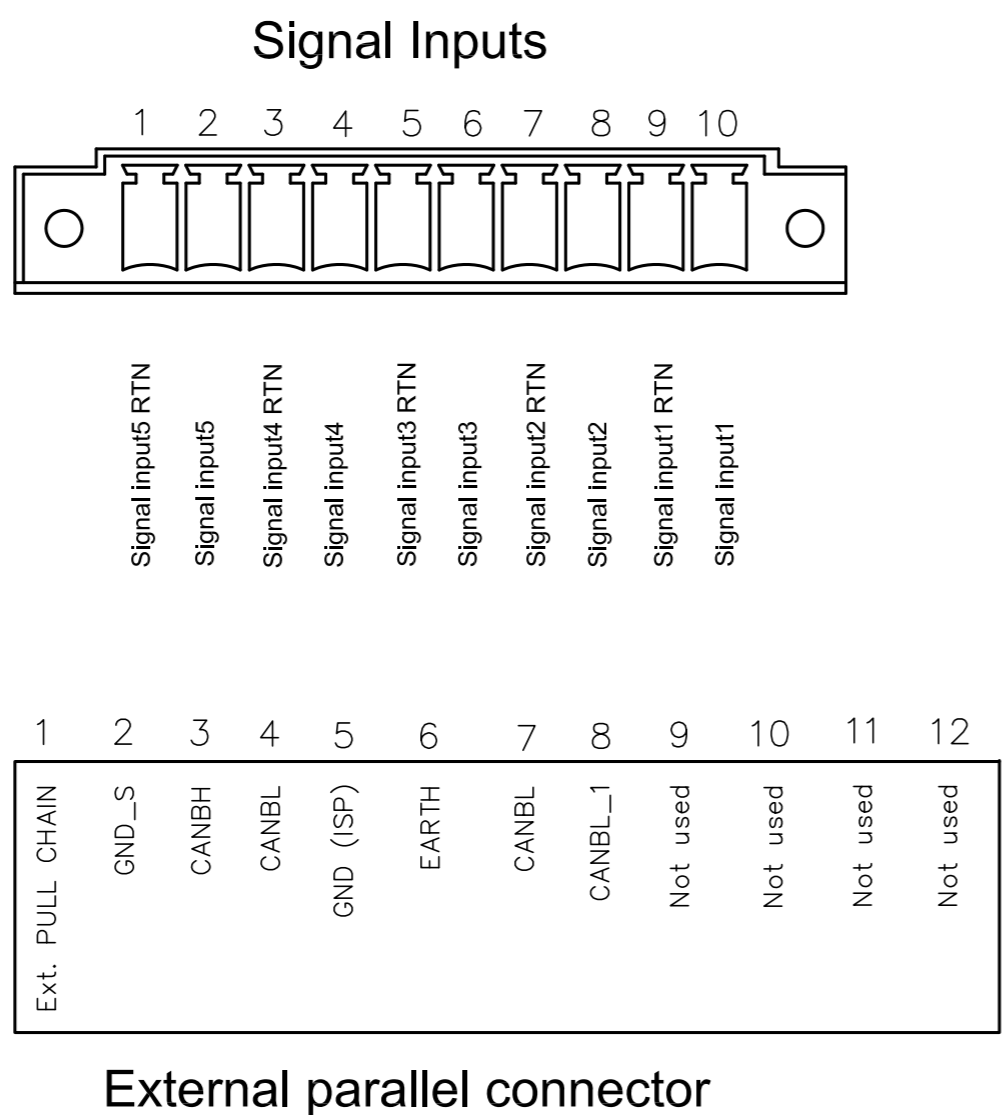 Signal Inputs
1 2 3 4 5 6 7 8 9 10
Signal input5 RTN
Signal input5
Signal input4 RTN
Signal input4
Signal input3 RTN
Signal input3
Signal input2 RTN
Signal input2
Signal input1 RTN
Signal input1
1 2 3 4 5 6 7 8 9 10 11 12
Ext. PULL CHAIN
GND_S
CANBH
CANBL
GND (ISP)
EARTH
CANBL
CANBL_1
Not used
Not used
Not used
Not used
External parallel connector